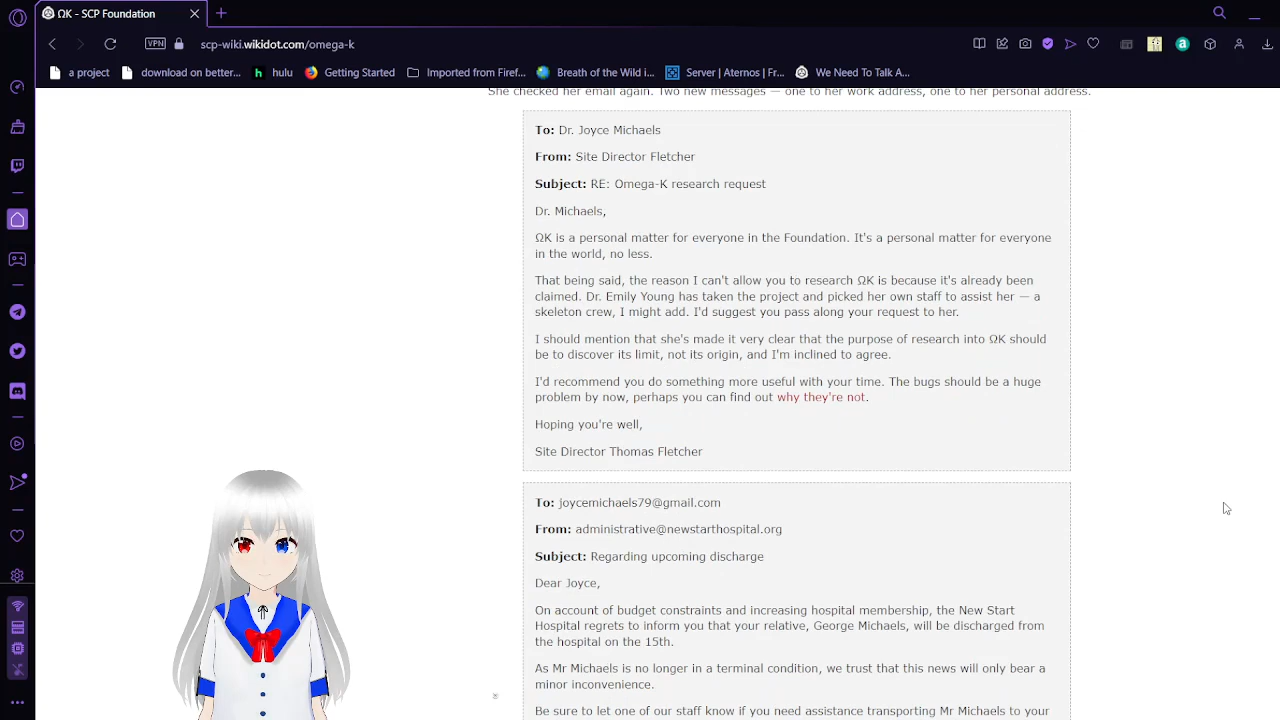 ΩK - SCP Foundation
VPN
scp-wiki.wikidot.com/omega-k
a project
download on better...
hulu
Getting Started
Imported from Firef...
Breath of the Wild i...
Server | Aternos | Fr...
We Need To Talk A...
She checked her email again. Two new messages — one to her work address, one to her personal address.
To: Dr. Joyce Michaels
From: Site Director Fletcher
Subject: RE: Omega-K research request
Dr. Michaels,
ΩK is a personal matter for everyone in the Foundation. It's a personal matter for everyone
in the world, no less.
That being said, the reason I can't allow you to research ΩK is because it's already been
claimed. Dr. Emily Young has taken the project and picked her own staff to assist her — a
skeleton crew, I might add. I'd suggest you pass along your request to her.
I should mention that she's made it very clear that the purpose of research into ΩK should
be to discover its limit, not its origin, and I'm inclined to agree.
I'd recommend you do something more useful with your time. The bugs should be a huge
problem by now, perhaps you can find out why they're not.
Hoping you're well,
Site Director Thomas Fletcher
To: joycemichaels79@gmail.com
From: administrative@newstarthospital.org
Subject: Regarding upcoming discharge
Dear Joyce,
On account of budget constraints and increasing hospital membership, the New Start
Hospital regrets to inform you that your relative, George Michaels, will be discharged from
the hospital on the 15th.
As Mr Michaels is no longer in a terminal condition, we trust that this news will only bear a
minor inconvenience.
Be sure to let one of our staff know if you need assistance transporting Mr Michaels to your